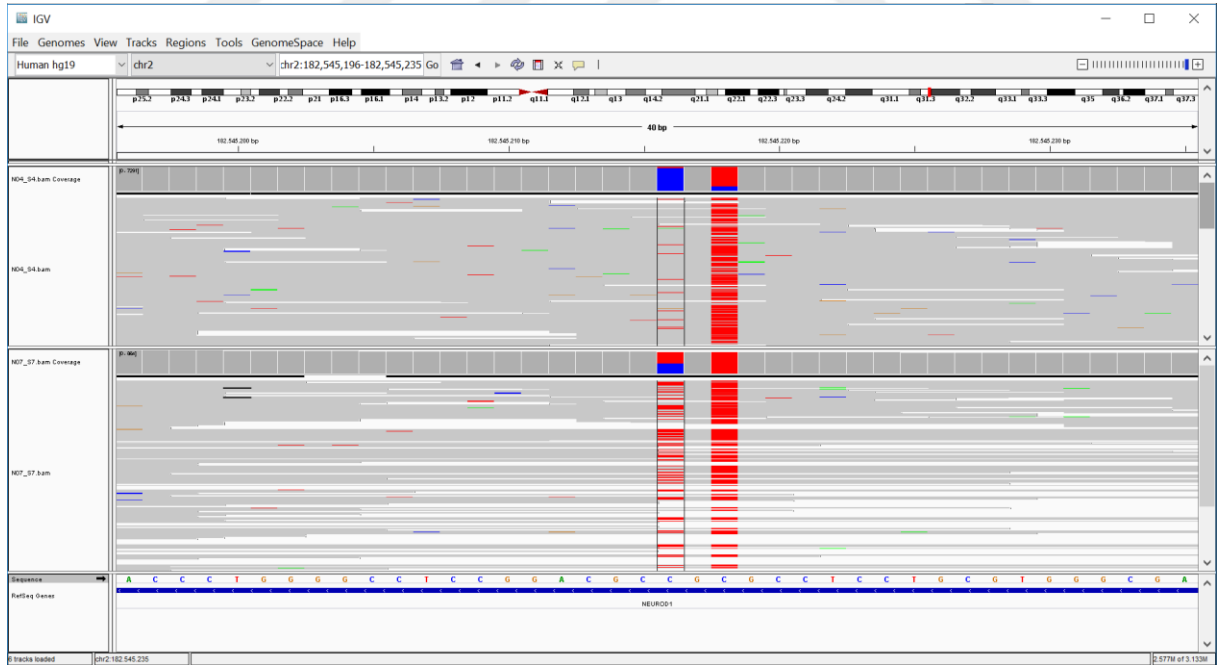 IGV
File Genomes View Tracks Regions Tools GenomeSpace Help
Human hg19 chr2 chr2:182,545,196-182,545,235 Go
p25.2 p24.3 p24.1 p23.2 p22.2 p21 p16.3 p16.1 p14 p13.2 p12 p11.2 q11.1 q12.1 q13 q14.2 q21.1 q22.1 q22.3 q23.3 q24.2 q31.1 q31.3 q32.2 q33.1 q33.3 q35 q36.2 q37.1 q37.3
40 bp
182.545.200 bp 182.545.210 bp 182.545.220 bp 182.545.230 bp
N04_S4.bam Coverage
N04_S4.bam
N07_S7.bam Coverage
N07_S7.bam
Sequence A C C C T G G G G C C T C C G G A C G C C G C G C C T C C T G C G T G G G C G A
RefSeq Genes
NEUROD1
6 tracks loaded chr2:182.545.235 2.577M of 3.133M